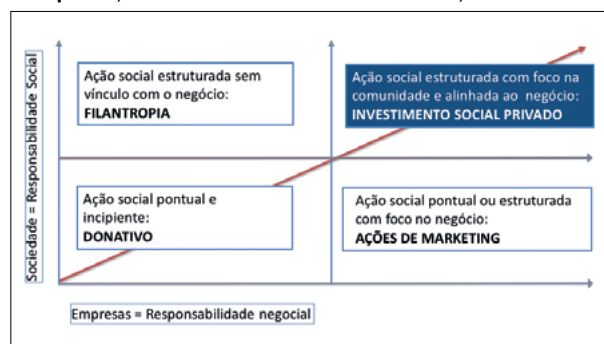 Sociedade = Responsabilidade Social
Ação social estruturada sem
vínculo com o negócio:
FILANTROPIA
Ação social estruturada com foco na
comunidade e alinhada ao negócio:
INVESTIMENTO SOCIAL PRIVADO
Ação social pontual e
incipiente:
DONATIVO
Ação social pontual ou estruturada
com foco no negócio:
AÇÕES DE MARKETING
Empresas = Responsabilidade negocial